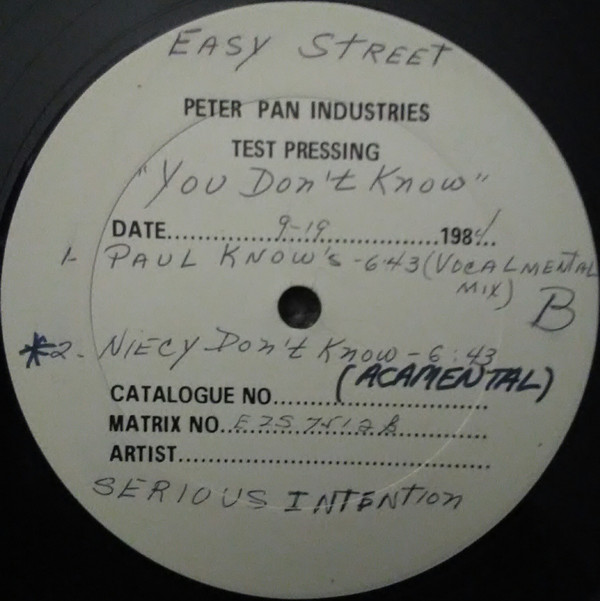 EASY STREET
PETER PAN INDUSTRIES
TEST PRESSING
"You Don't Know"
DATE....9-19....1984..
1- PAUL KNOW'S - 6:43 (VOCALMENTAL
MIX)
B
*2. NIECY Don't Know - 6:43
(ACAMENTAL)
CATALOGUE NO....
MATRIX NO...EZS 7512B....
ARTIST....
SERIOUS INTENTION